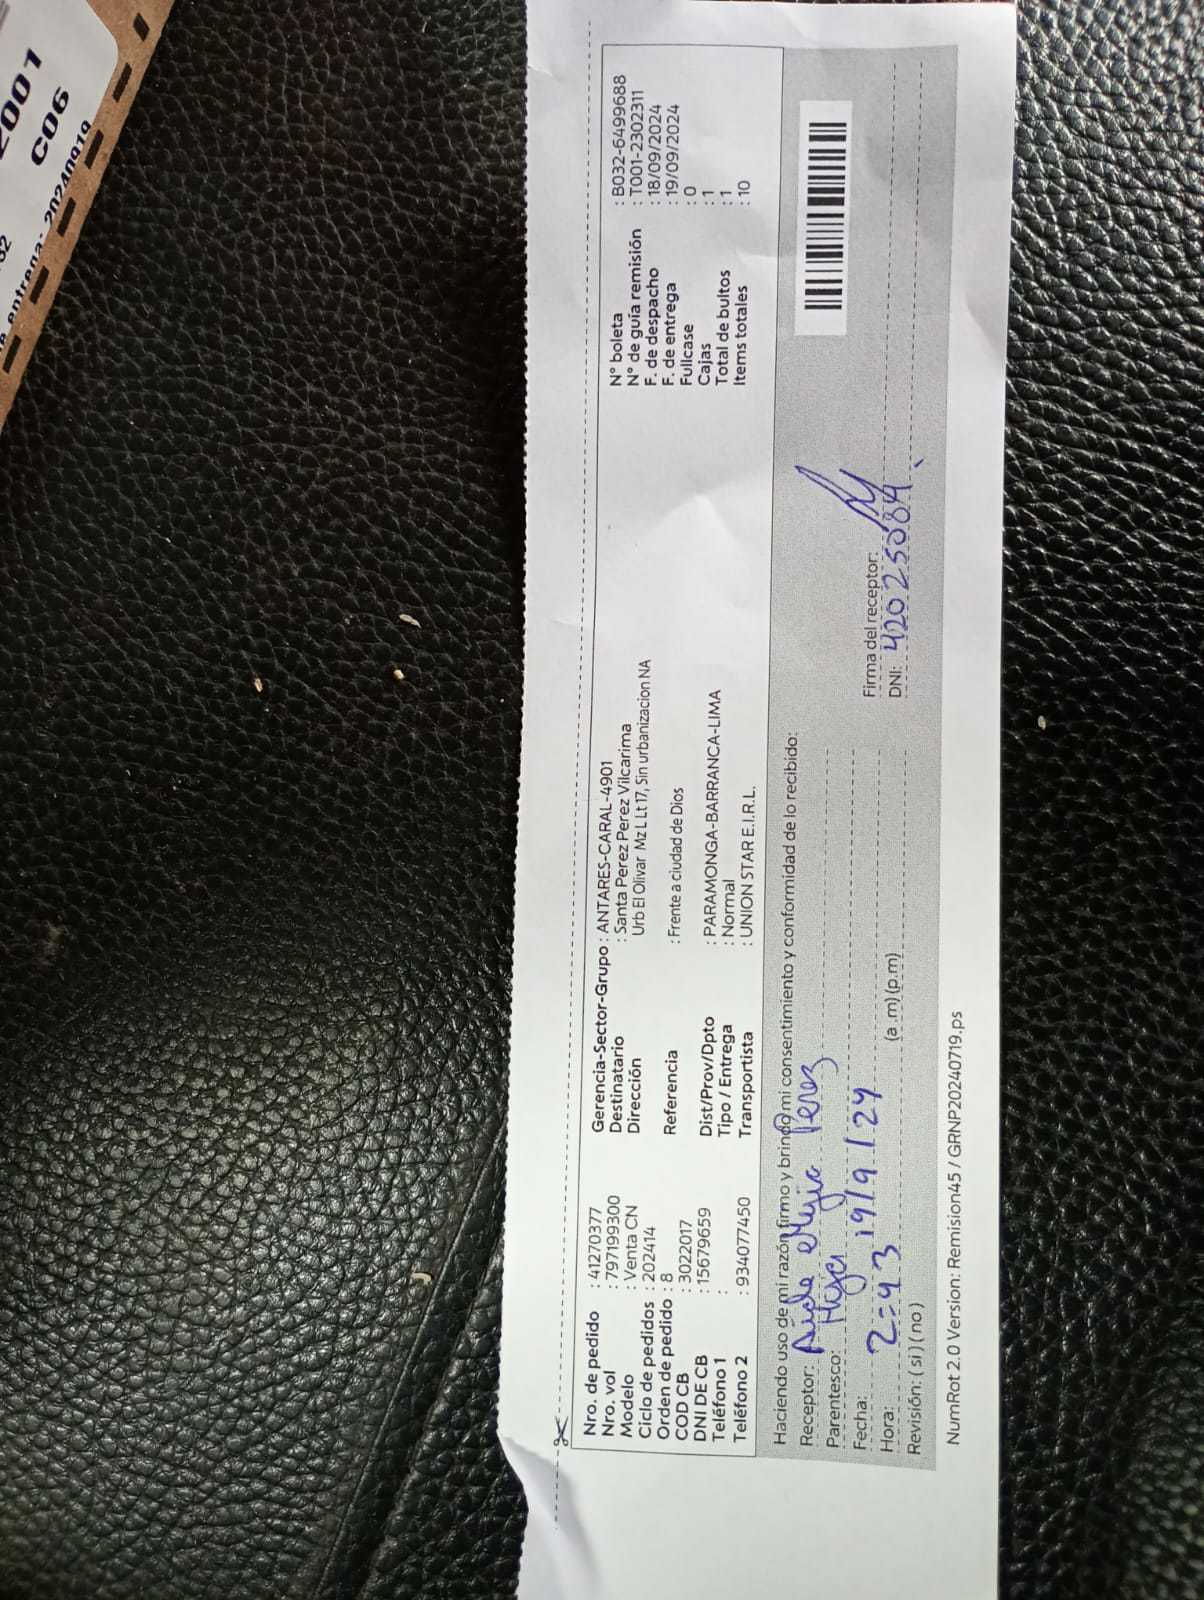 2001
C06
entrega: 20240919
Nro. de pedido : 41270377
Nro. vol : 797199300
Modelo : Venta CN
Ciclo de pedidos : 202414
Orden de pedido : 8
COD CB : 3022017
DNI DE CB : 15679659
Teléfono 1 :
Teléfono 2 : 934077450
Gerencia-Sector-Grupo : ANTARES-CARAL-4901
Destinatario : Santa Perez Perez Vilcarima
Dirección Urb El Olivar Mz L Lt 17, Sin urbanizacion NA
Referencia : Frente a ciudad de Dios
Dist/Prov/Dpto : PARAMONGA-BARRANCA-LIMA
Tipo / Entrega : Normal
Transportista : UNION STAR E.I.R.L.
N° boleta : B032-6499688
N° de guía remisión : T001-2302311
F. de despacho : 18/09/2024
F. de entrega : 19/09/2024
Fullcase : 0
Cajas : 1
Total de bultos : 1
Items totales : 10
Haciendo uso de mi razón firmo y brindo mi consentimiento y conformidad de lo recibido:
Receptor: Mejia Perez
Parentesco: Hija
Fecha: 19/9/24
Hora: 2=43 (a .m) (p.m)
Revisión: ( si ) ( no )
Firma del receptor:
DNI: 42025084
NumRot 2.0 Version: Remision45 / GRNP20240719.ps